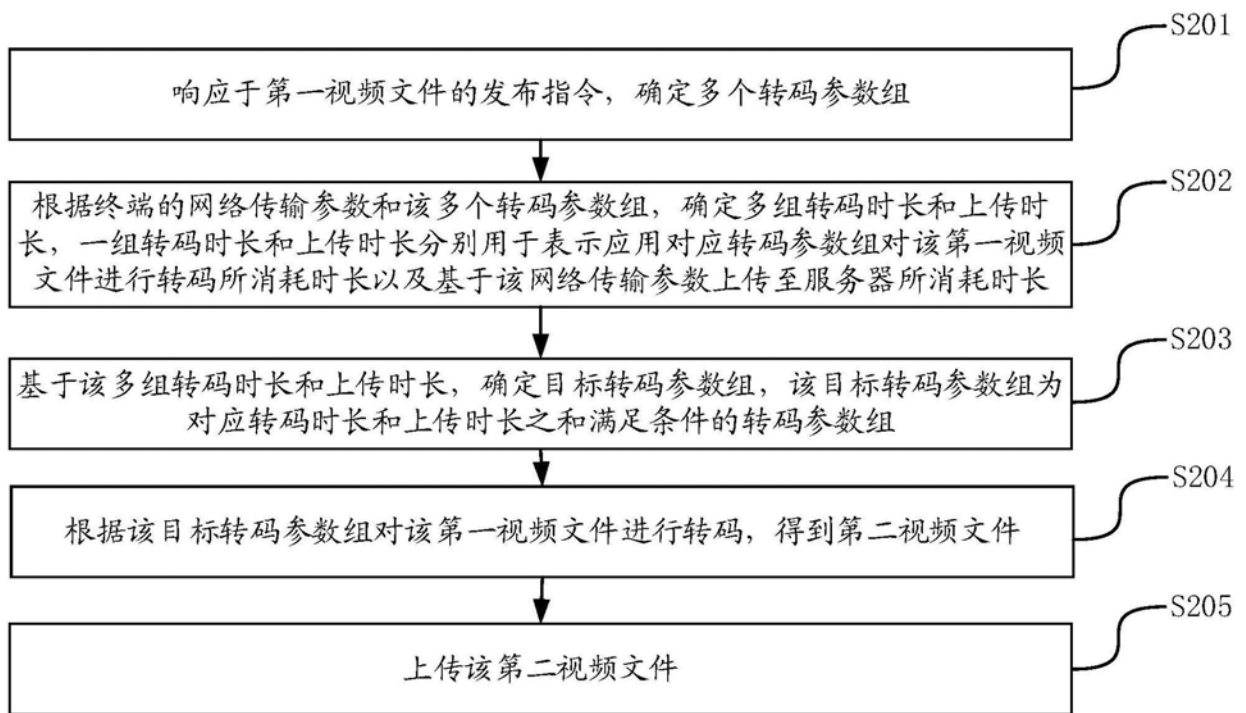 S201
响应于第一视频文件的发布指令，确定多个转码参数组
S202
根据终端的网络传输参数和该多个转码参数组，确定多组转码时长和上传时
长，一组转码时长和上传时长分别用于表示应用对应转码参数组对该第一视频
文件进行转码所消耗时长以及基于该网络传输参数上传至服务器所消耗时长
S203
基于该多组转码时长和上传时长，确定目标转码参数组，该目标转码参数组为
对应转码时长和上传时长之和满足条件的转码参数组
S204
根据该目标转码参数组对该第一视频文件进行转码，得到第二视频文件
S205
上传该第二视频文件